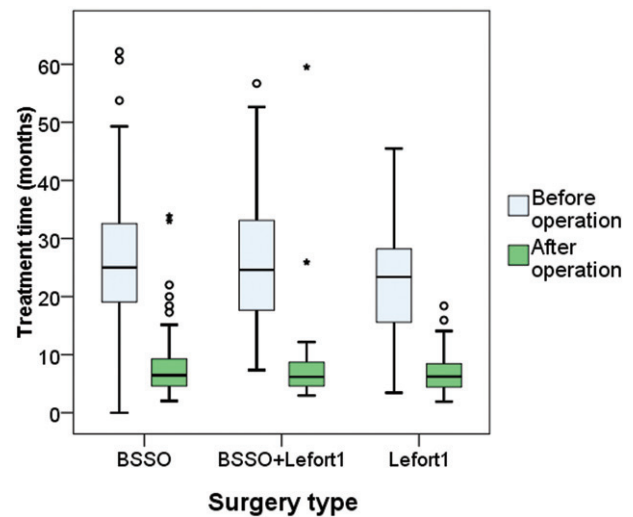 Treatment time (months)
60
50
40
30
20
10
0
BSSO
BSSO+Lefort1
Lefort1
Surgery type
Before
operation
After
operation